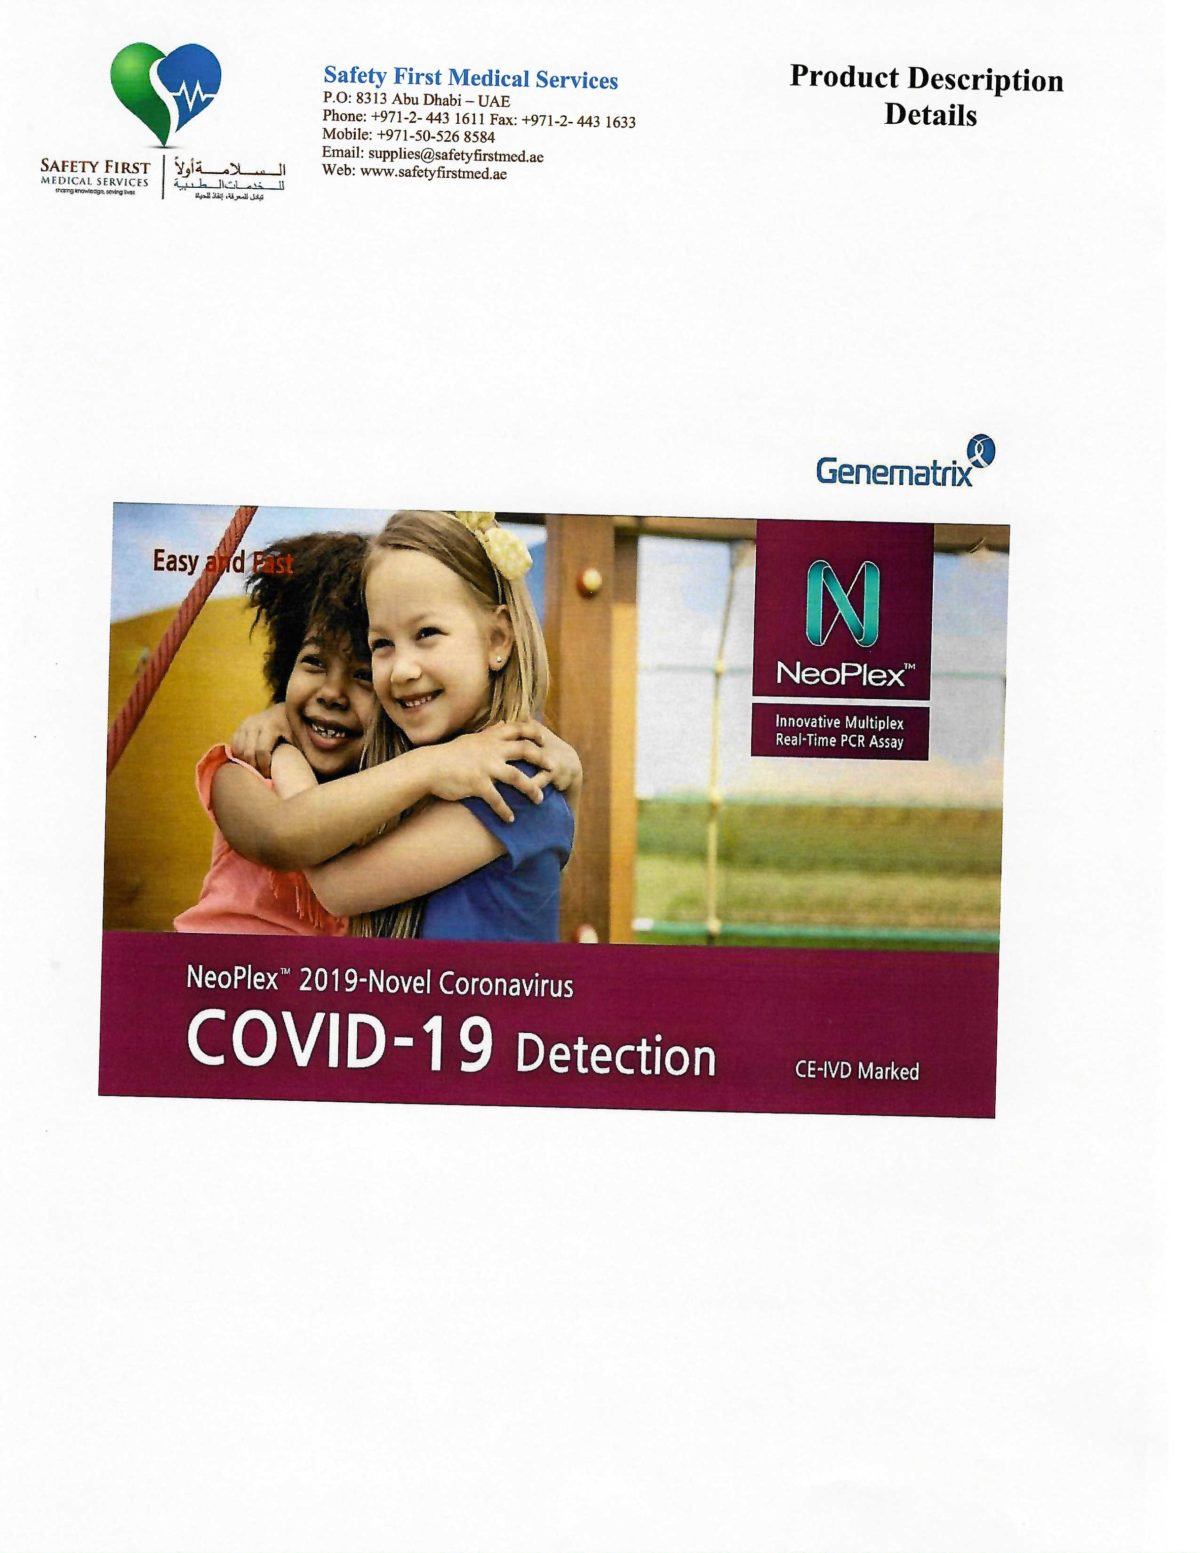 SAFETY FIRST
MEDICAL SERVICES
sharing knowledge, saving lives
الـسـلامـة أولاً
للـخدمـات الـطـبـيـة
تبادل للمعرفة، إنقاذ للحياة
Safety First Medical Services
P.O: 8313 Abu Dhabi – UAE
Phone: +971-2- 443 1611 Fax: +971-2- 443 1633
Mobile: +971-50-526 8584
Email: supplies@safetyfirstmed.ae
Web: www.safetyfirstmed.ae
Product Description
Details
Genematrix
Easy and Fast
N
NeoPlex™
Innovative Multiplex
Real-Time PCR Assay
NeoPlex™ 2019-Novel Coronavirus
COVID-19 Detection
CE-IVD Marked